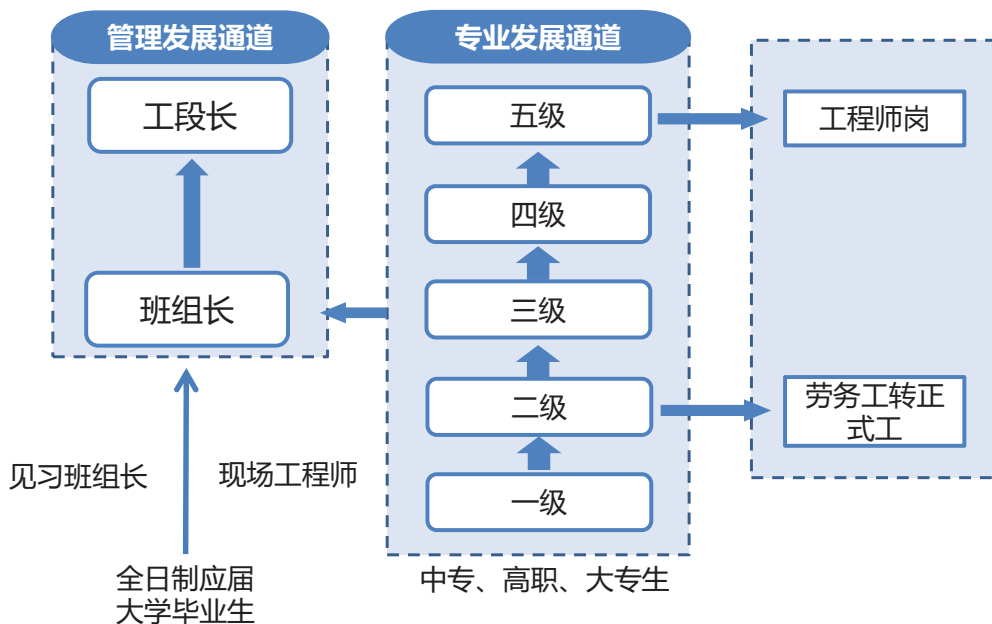 管理发展通道
工段长
班组长
见习班组长
现场工程师
全日制应届
大学毕业生
专业发展通道
五级
四级
三级
二级
一级
中专、高职、大专生
工程师岗
劳务工转正
式工